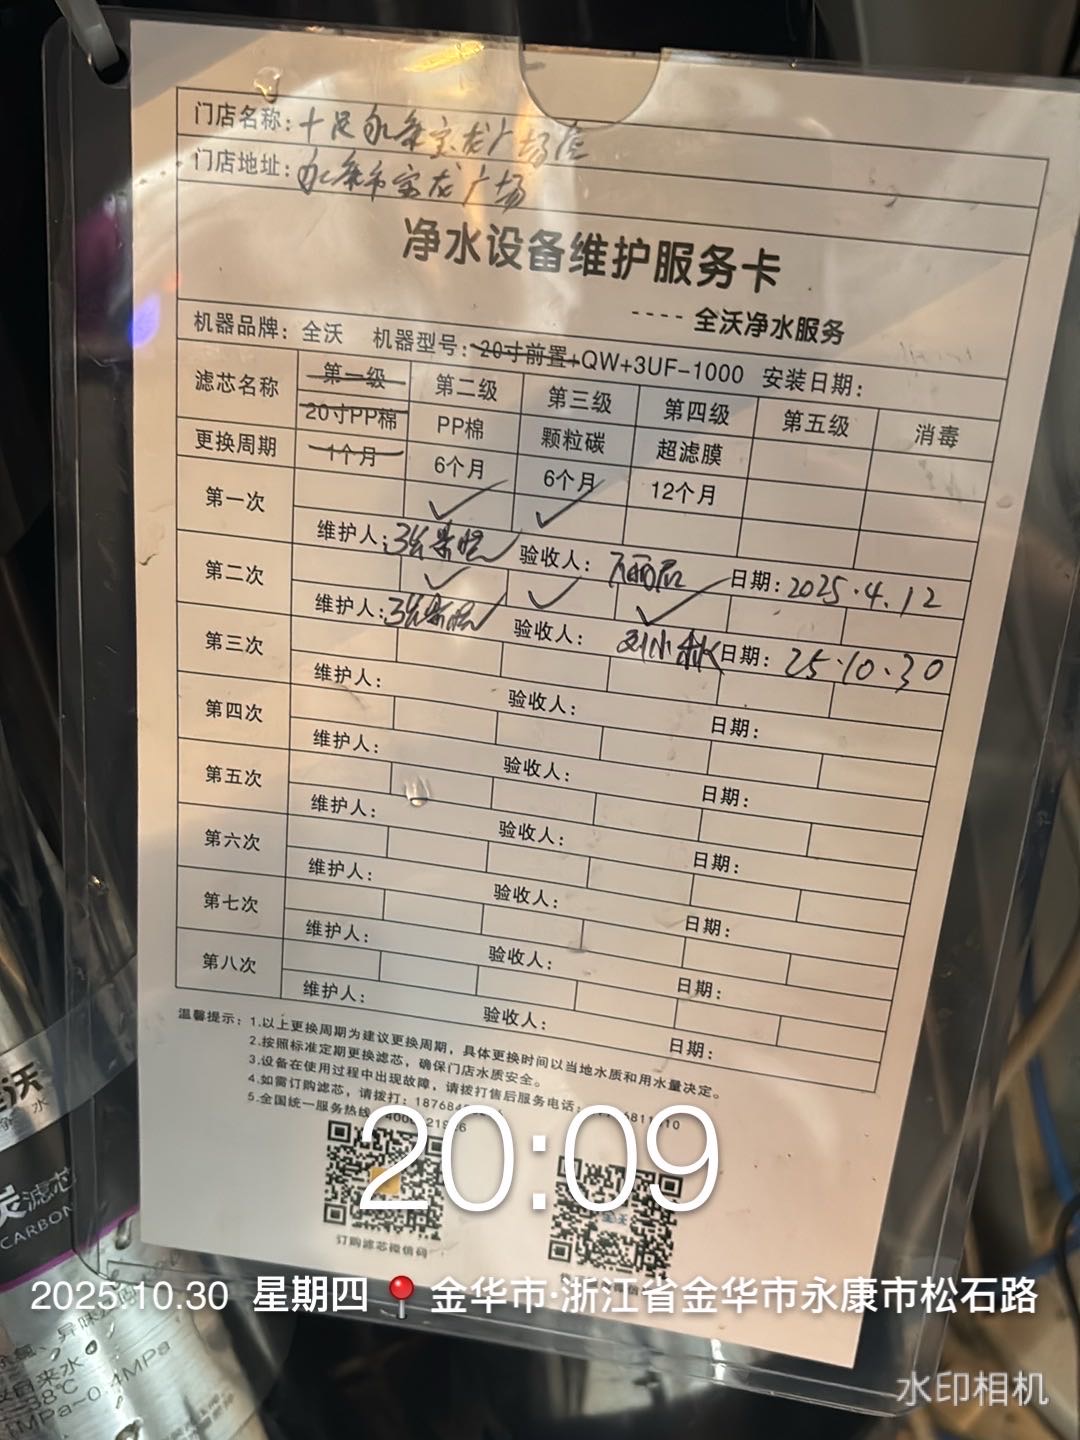 门店名称：十足永康宝龙广场店
门店地址：永康市宝龙广场
净水设备维护服务卡
---- 全沃净水服务
机器品牌：全沃 机器型号：20寸前置+QW+3UF-1000 安装日期：
滤芯名称 第一级 第二级 第三级 第四级 第五级 消毒
20寸PP棉 PP棉 颗粒碳 超滤膜
更换周期 1个月 6个月 6个月 12个月
第一次 ✓ ✓
维护人： 验收人： 日期：2025.4.12
第二次 ✓ ✓ ✓
维护人： 验收人：刘小林 日期：25.10.30
第三次
维护人： 验收人： 日期：
第四次
维护人： 验收人： 日期：
第五次
维护人： 验收人： 日期：
第六次
维护人： 验收人： 日期：
第七次
维护人： 验收人： 日期：
第八次
维护人： 验收人： 日期：
温馨提示：1.以上更换周期为建议更换周期，具体更换时间以当地水质和用水量决定。
2.按照标准定期更换滤芯，确保门店水质安全。
3.设备在使用过程中出现故障，请拨打售后服务电话：
4.如需订购滤芯，请拨打：
5.全国统一服务热线
20:09
订购滤芯微信码
2025.10.30 星期四 金华市·浙江省金华市永康市松石路
水印相机
滤芯
CARBON
自来水
38℃
MPa~0.4MPa